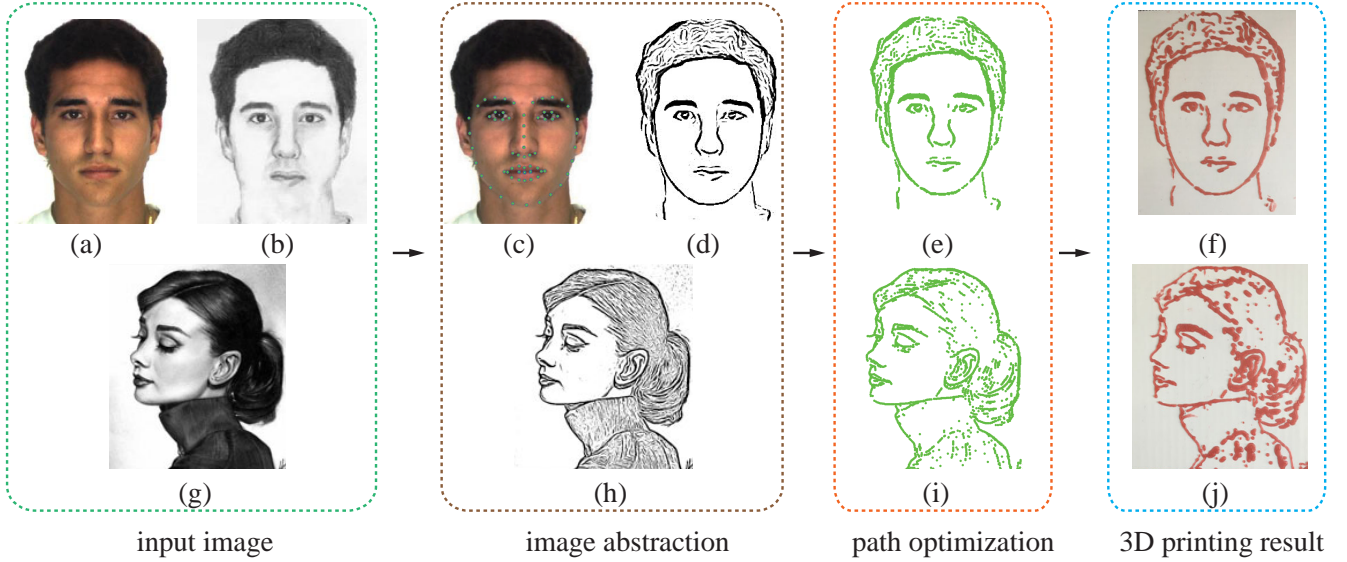 (a) (b) (c) (d) (e) (f)
(g) (h) (i) (j)
input image image abstraction path optimization 3D printing result